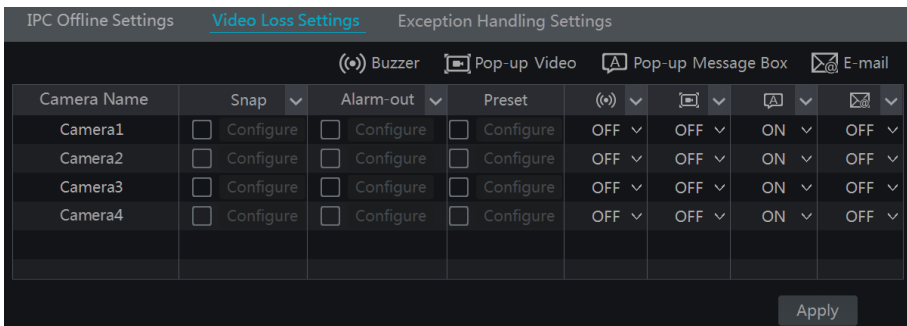 IPC Offline Settings Video Loss Settings Exception Handling Settings
Buzzer Pop-up Video A Pop-up Message Box E-mail
Camera Name Snap Alarm-out Preset A
Camera1 Configure Configure Configure OFF OFF ON OFF
Camera2 Configure Configure Configure OFF OFF ON OFF
Camera3 Configure Configure Configure OFF OFF ON OFF
Camera4 Configure Configure Configure OFF OFF ON OFF
Apply